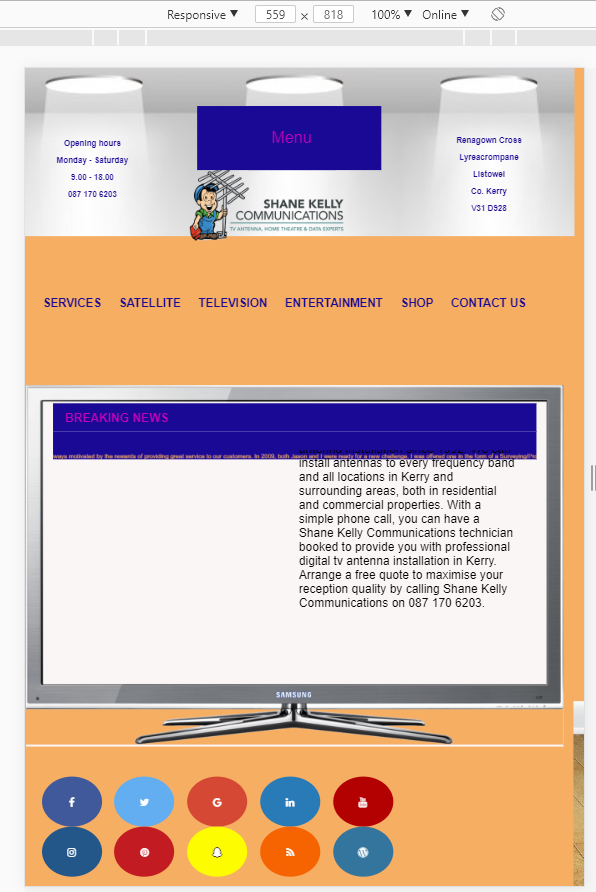 Responsive ▼ 559 × 818 100% ▼ Online ▼
Menu
Opening hours
Monday - Saturday
9.00 - 18.00
087 170 6203
Renagown Cross
Lyreacrompane
Listowel
Co. Kerry
V31 D928
SHANE KELLY
COMMUNICATIONS
TV ANTENNA, HOME THEATRE & DATA EXPERTS
SERVICES SATELLITE TELEVISION ENTERTAINMENT SHOP CONTACT US
BREAKING NEWS
ways motivated by the rewards of providing great service to our customers. In 2009, both Jason and I were ready for a new challenge. I was offered one in the form of a Surveying/Pro
install antennas to every frequency band
and all locations in Kerry and
surrounding areas, both in residential
and commercial properties. With a
simple phone call, you can have a
Shane Kelly Communications technician
booked to provide you with professional
digital tv antenna installation in Kerry.
Arrange a free quote to maximise your
reception quality by calling Shane Kelly
Communications on 087 170 6203.
SAMSUNG